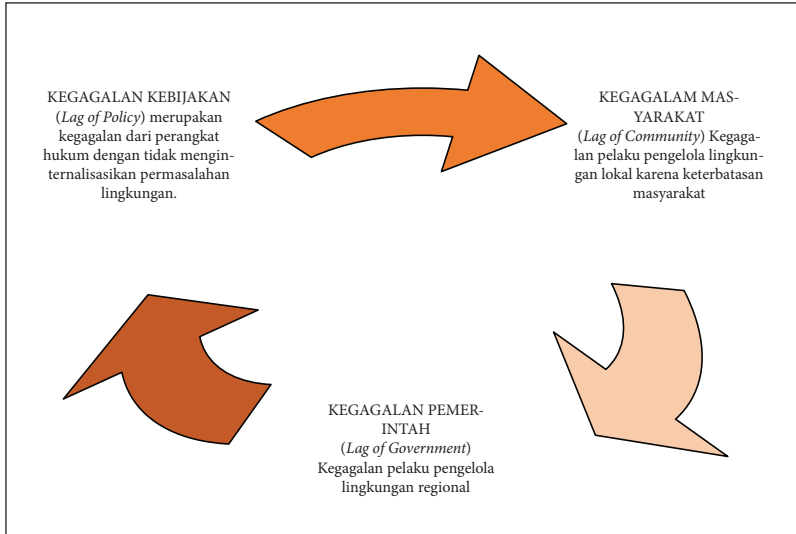 KEGAGALAN KEBIJAKAN
(Lag of Policy) merupakan
kegagalan dari perangkat
hukum dengan tidak mengin-
ternalisasikan permasalahan
lingkungan.
KEGAGALAM MAS-
YARAKAT
(Lag of Community) Kegaga-
lan pelaku pengelola lingkun-
gan lokal karena keterbatasan
masyarakat
KEGAGALAN PEMER-
INTAH
(Lag of Government)
Kegagalan pelaku pengelola
lingkungan regional